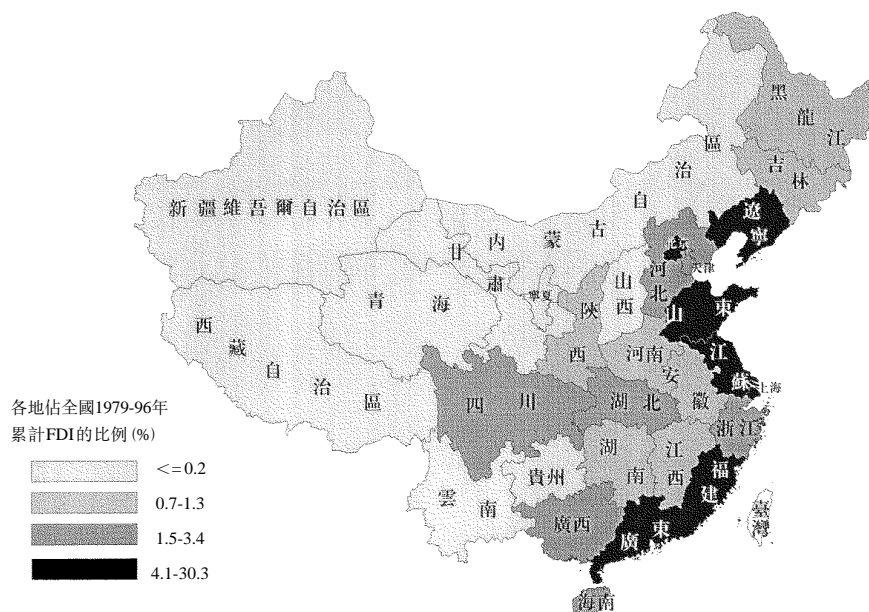 黑龍江
吉林
遼寧
內蒙古自治區
新疆維吾爾自治區
甘肅
北京
天津
河北
山西
寧夏
青海
陝西
山東
西藏自治區
河南
江蘇
安徽
上海
四川
湖北
浙江
湖南
江西
福建
貴州
雲南
廣西
廣東
臺灣
海南
各地佔全國1979-96年
累計FDI的比例 (%)
<=0.2
0.7-1.3
1.5-3.4
4.1-30.3